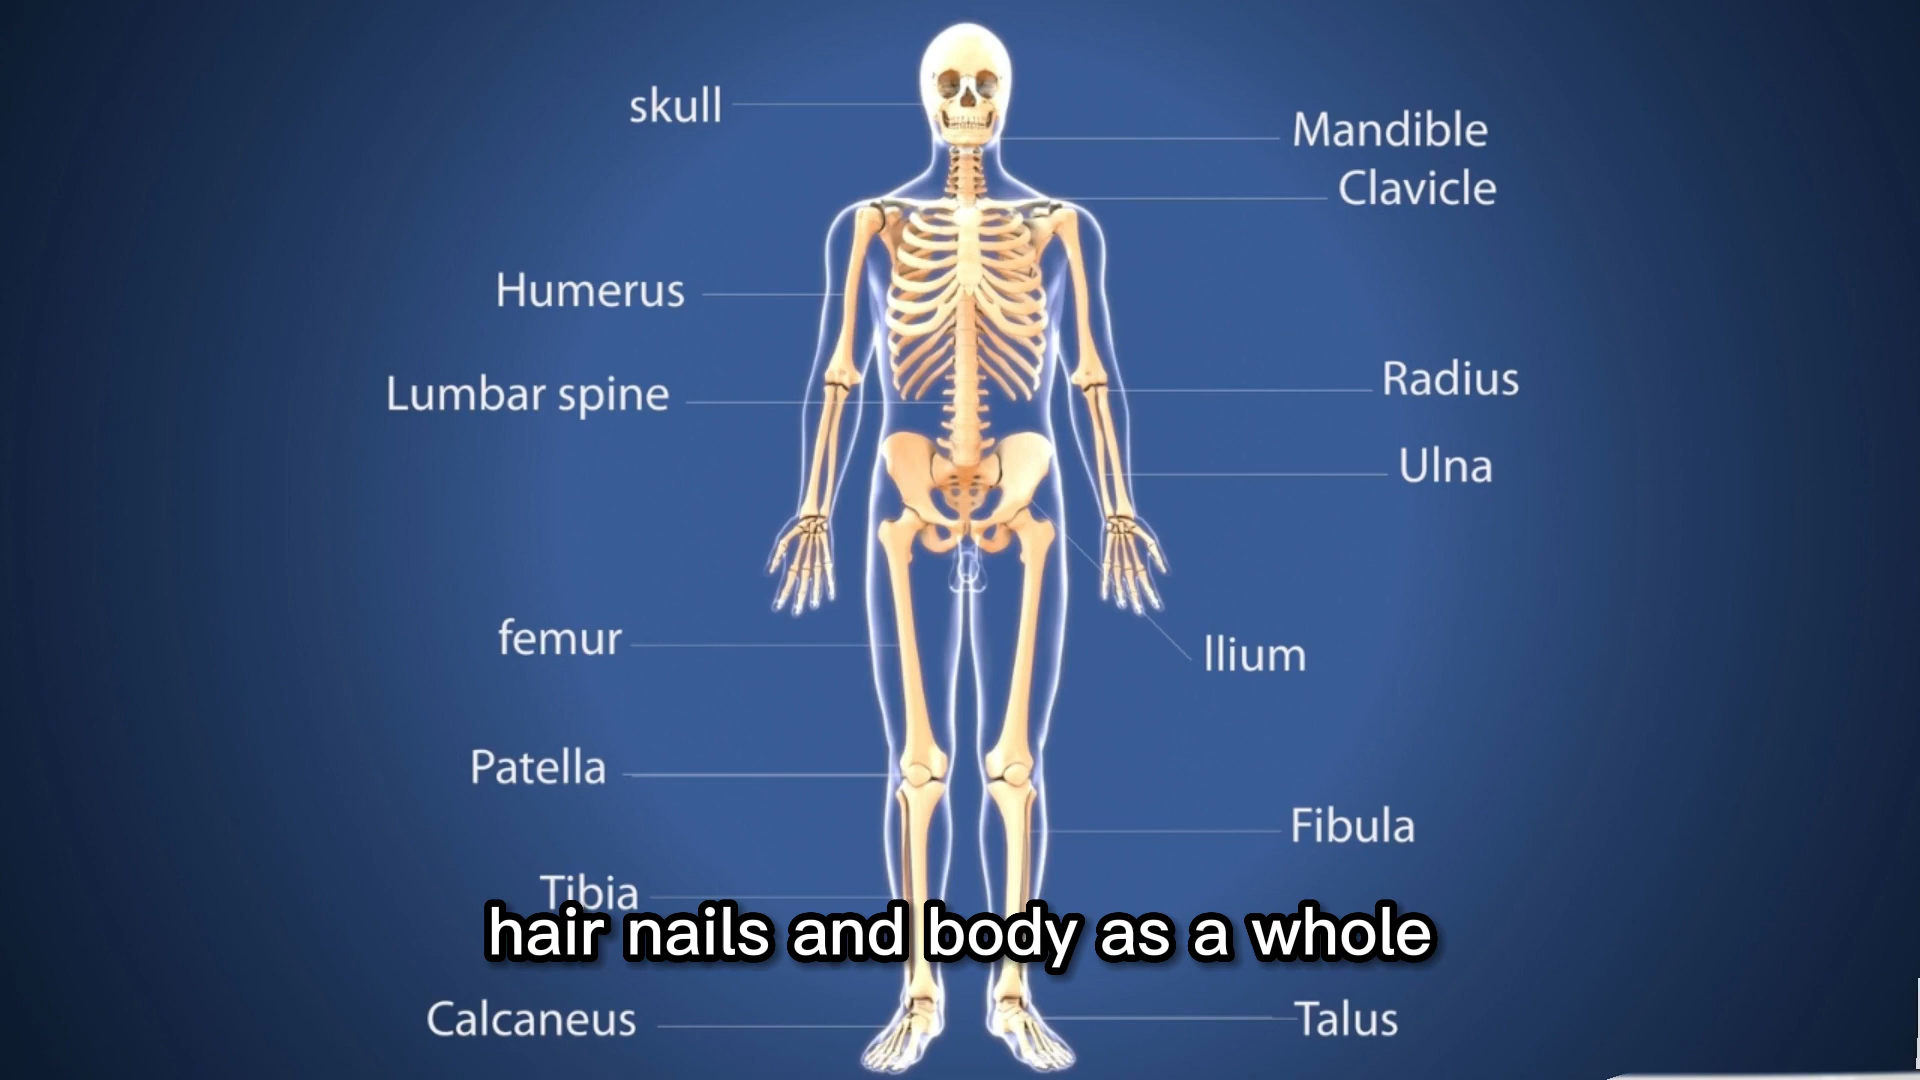 skull
Mandible
Clavicle
Humerus
Lumbar spine
Radius
Ulna
femur
Ilium
Patella
Fibula
Tibia
hair nails and body as a whole
Calcaneus
Talus